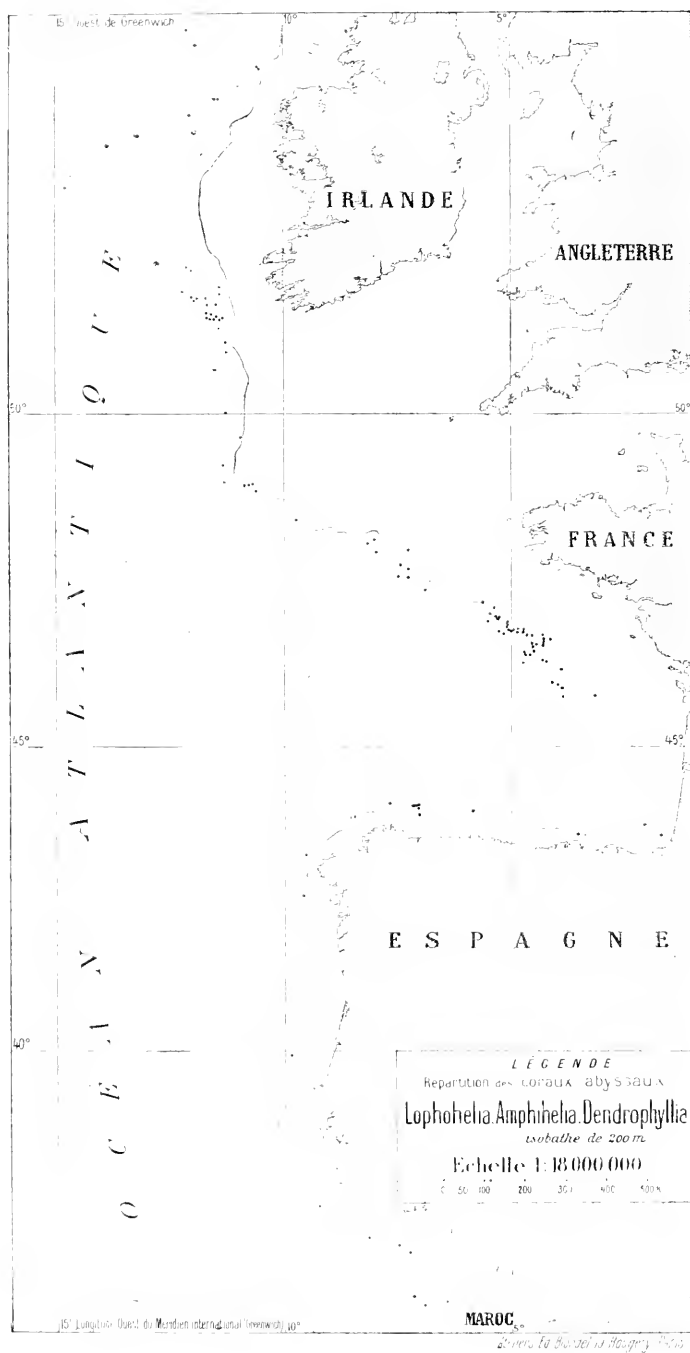 15° Ouest de Greenwich
10°
5°
IRLANDE
ANGLETERRE
OCÉAN ATLANTIQUE
50°
50°
FRANCE
45°
45°
ESPAGNE
40°
LÉGENDE
Répartition des coraux abyssaux
Lophohelia. Amphihelia. Dendrophyllia
isobathe de 200 m
Echelle 1:18 000 000
0 50 100 200 300 400 500 K
MAROC
15° Longitude Ouest du Méridien international (Greenwich)
10°
5°